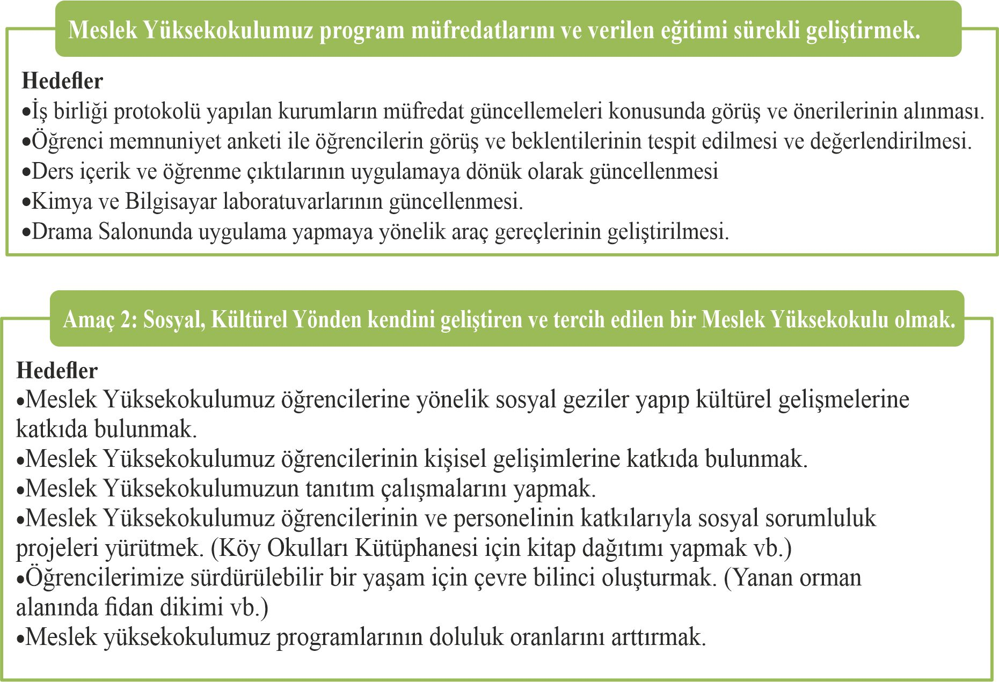 Meslek Yüksekokulumuz program müfredatlarını ve verilen eğitimi sürekli geliştirmek.
Hedefler
•İş birliği protokolü yapılan kurumların müfredat güncellemeleri konusunda görüş ve önerilerinin alınması.
•Öğrenci memnuniyet anketi ile öğrencilerin görüş ve beklentilerinin tespit edilmesi ve değerlendirilmesi.
•Ders içerik ve öğrenme çıktılarının uygulamaya dönük olarak güncellenmesi
•Kimya ve Bilgisayar laboratuvarlarının güncellenmesi.
•Drama Salonunda uygulama yapmaya yönelik araç gereçlerinin geliştirilmesi.
Amaç 2: Sosyal, Kültürel Yönden kendini geliştiren ve tercih edilen bir Meslek Yüksekokulu olmak.
Hedefler
•Meslek Yüksekokulumuz öğrencilerine yönelik sosyal geziler yapıp kültürel gelişmelerine
katkıda bulunmak.
•Meslek Yüksekokulumuz öğrencilerinin kişisel gelişimlerine katkıda bulunmak.
•Meslek Yüksekokulumuzun tanıtım çalışmalarını yapmak.
•Meslek Yüksekokulumuz öğrencilerinin ve personelinin katkılarıyla sosyal sorumluluk
projeleri yürütmek. (Köy Okulları Kütüphanesi için kitap dağıtımı yapmak vb.)
•Öğrencilerimize sürdürülebilir bir yaşam için çevre bilinci oluşturmak. (Yanan orman
alanında fidan dikimi vb.)
•Meslek yüksekokulumuz programlarının doluluk oranlarını arttırmak.